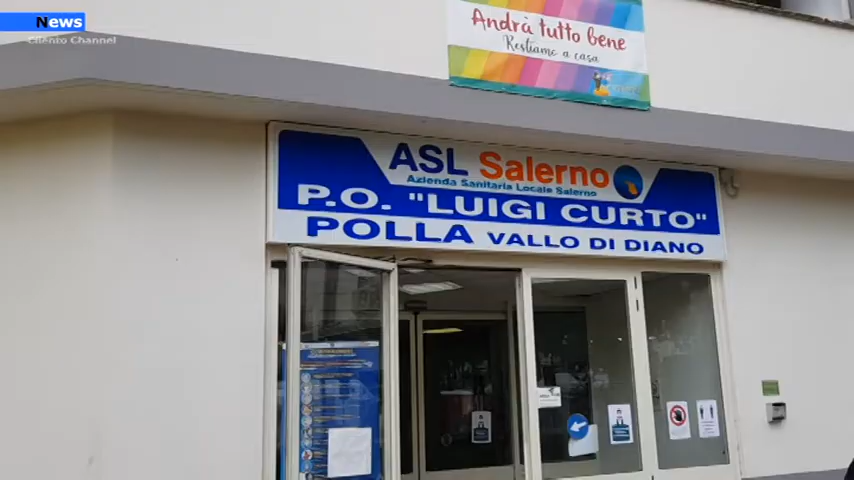 News
Cilento Channel
Andrà tutto bene
Restiamo a casa
ASL Salerno
Azienda Sanitaria Locale Salerno
P.O. "LUIGI CURTO"
POLLA VALLO DI DIANO